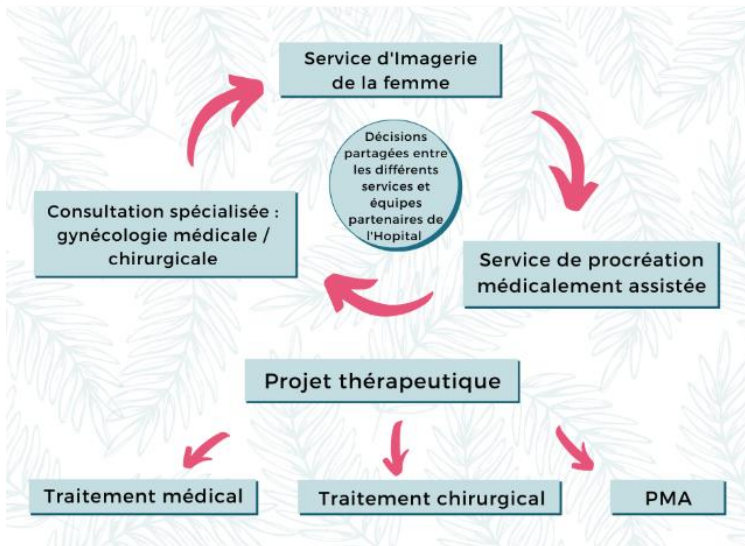 Service d'Imagerie
de la femme
Décisions
partagées entre
les différents
services et
équipes
partenaires de
l'Hopital
Consultation spécialisée :
gynécologie médicale /
chirurgicale
Service de procréation
médicalement assistée
Projet thérapeutique
Traitement médical
Traitement chirurgical
PMA